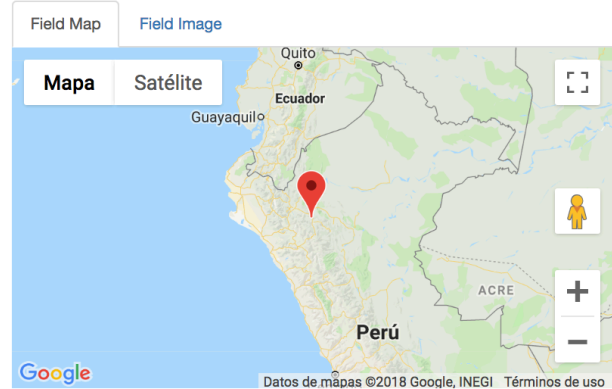 Field Map
Field Image
Mapa
Satélite
Quito
Ecuador
Guayaquil
ACRE
Perú
Google
Datos de mapas ©2018 Google, INEGI
Términos de uso